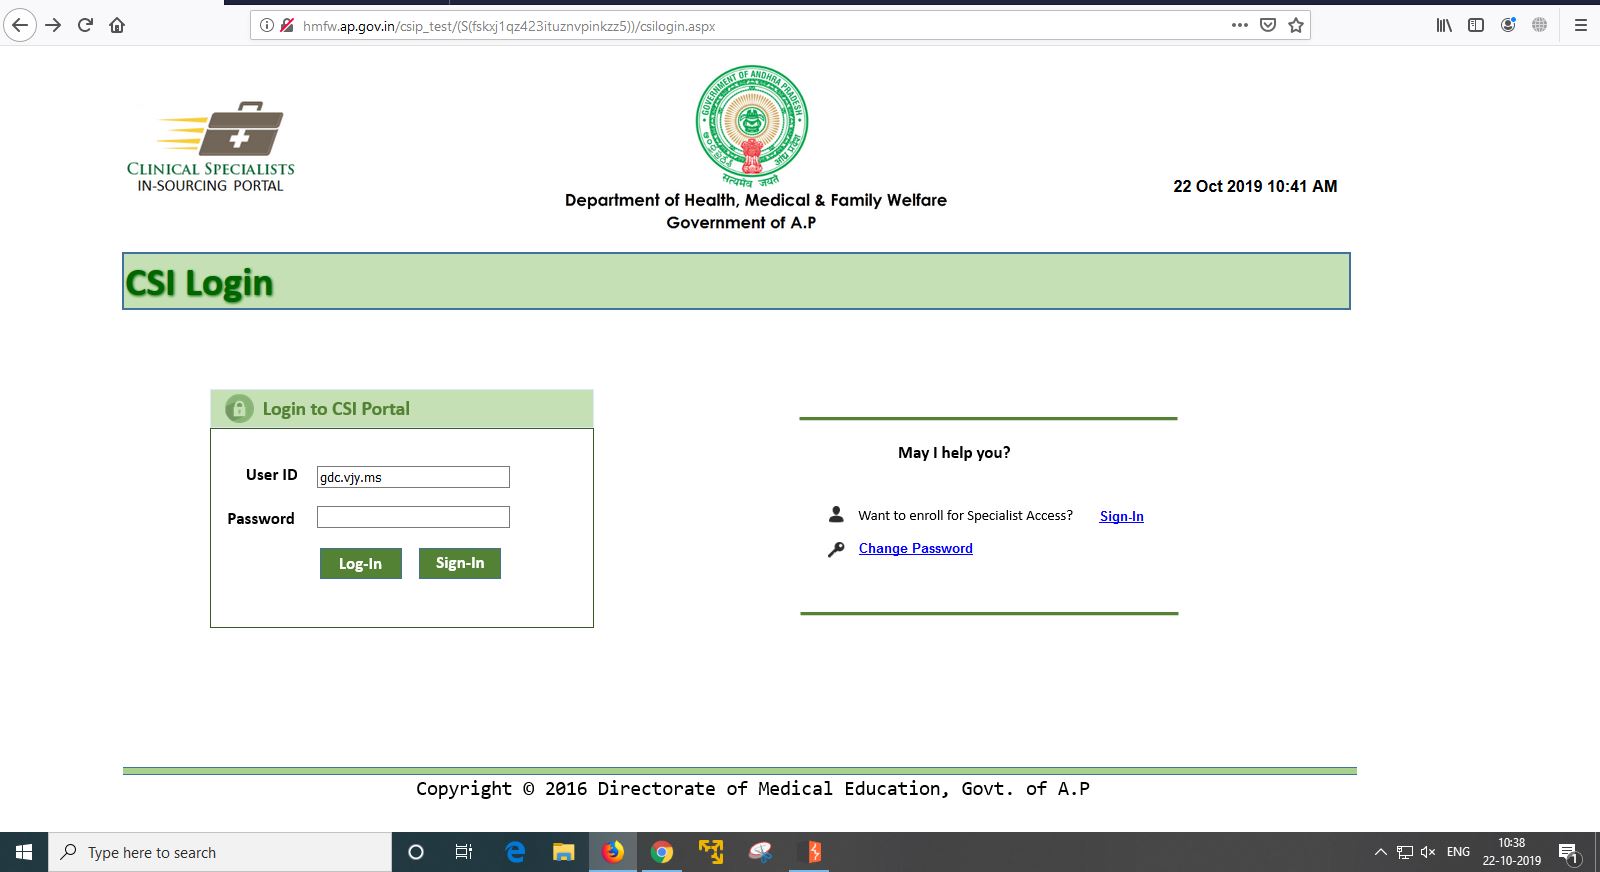 hmfw.ap.gov.in/csip_test/(S(fskxj1qz423ituznvpinkzz5))/csilogin.aspx
GOVERNMENT OF ANDHRA PRADESH
सत्यमेव जयते
CLINICAL SPECIALISTS
IN-SOURCING PORTAL
Department of Health, Medical & Family Welfare
Government of A.P
22 Oct 2019 10:41 AM
CSI Login
Login to CSI Portal
User ID gdc.vjy.ms
Password
Log-In Sign-In
May I help you?
Want to enroll for Specialist Access? Sign-In
Change Password
Copyright © 2016 Directorate of Medical Education, Govt. of A.P
Type here to search
ENG
10:38
22-10-2019
1